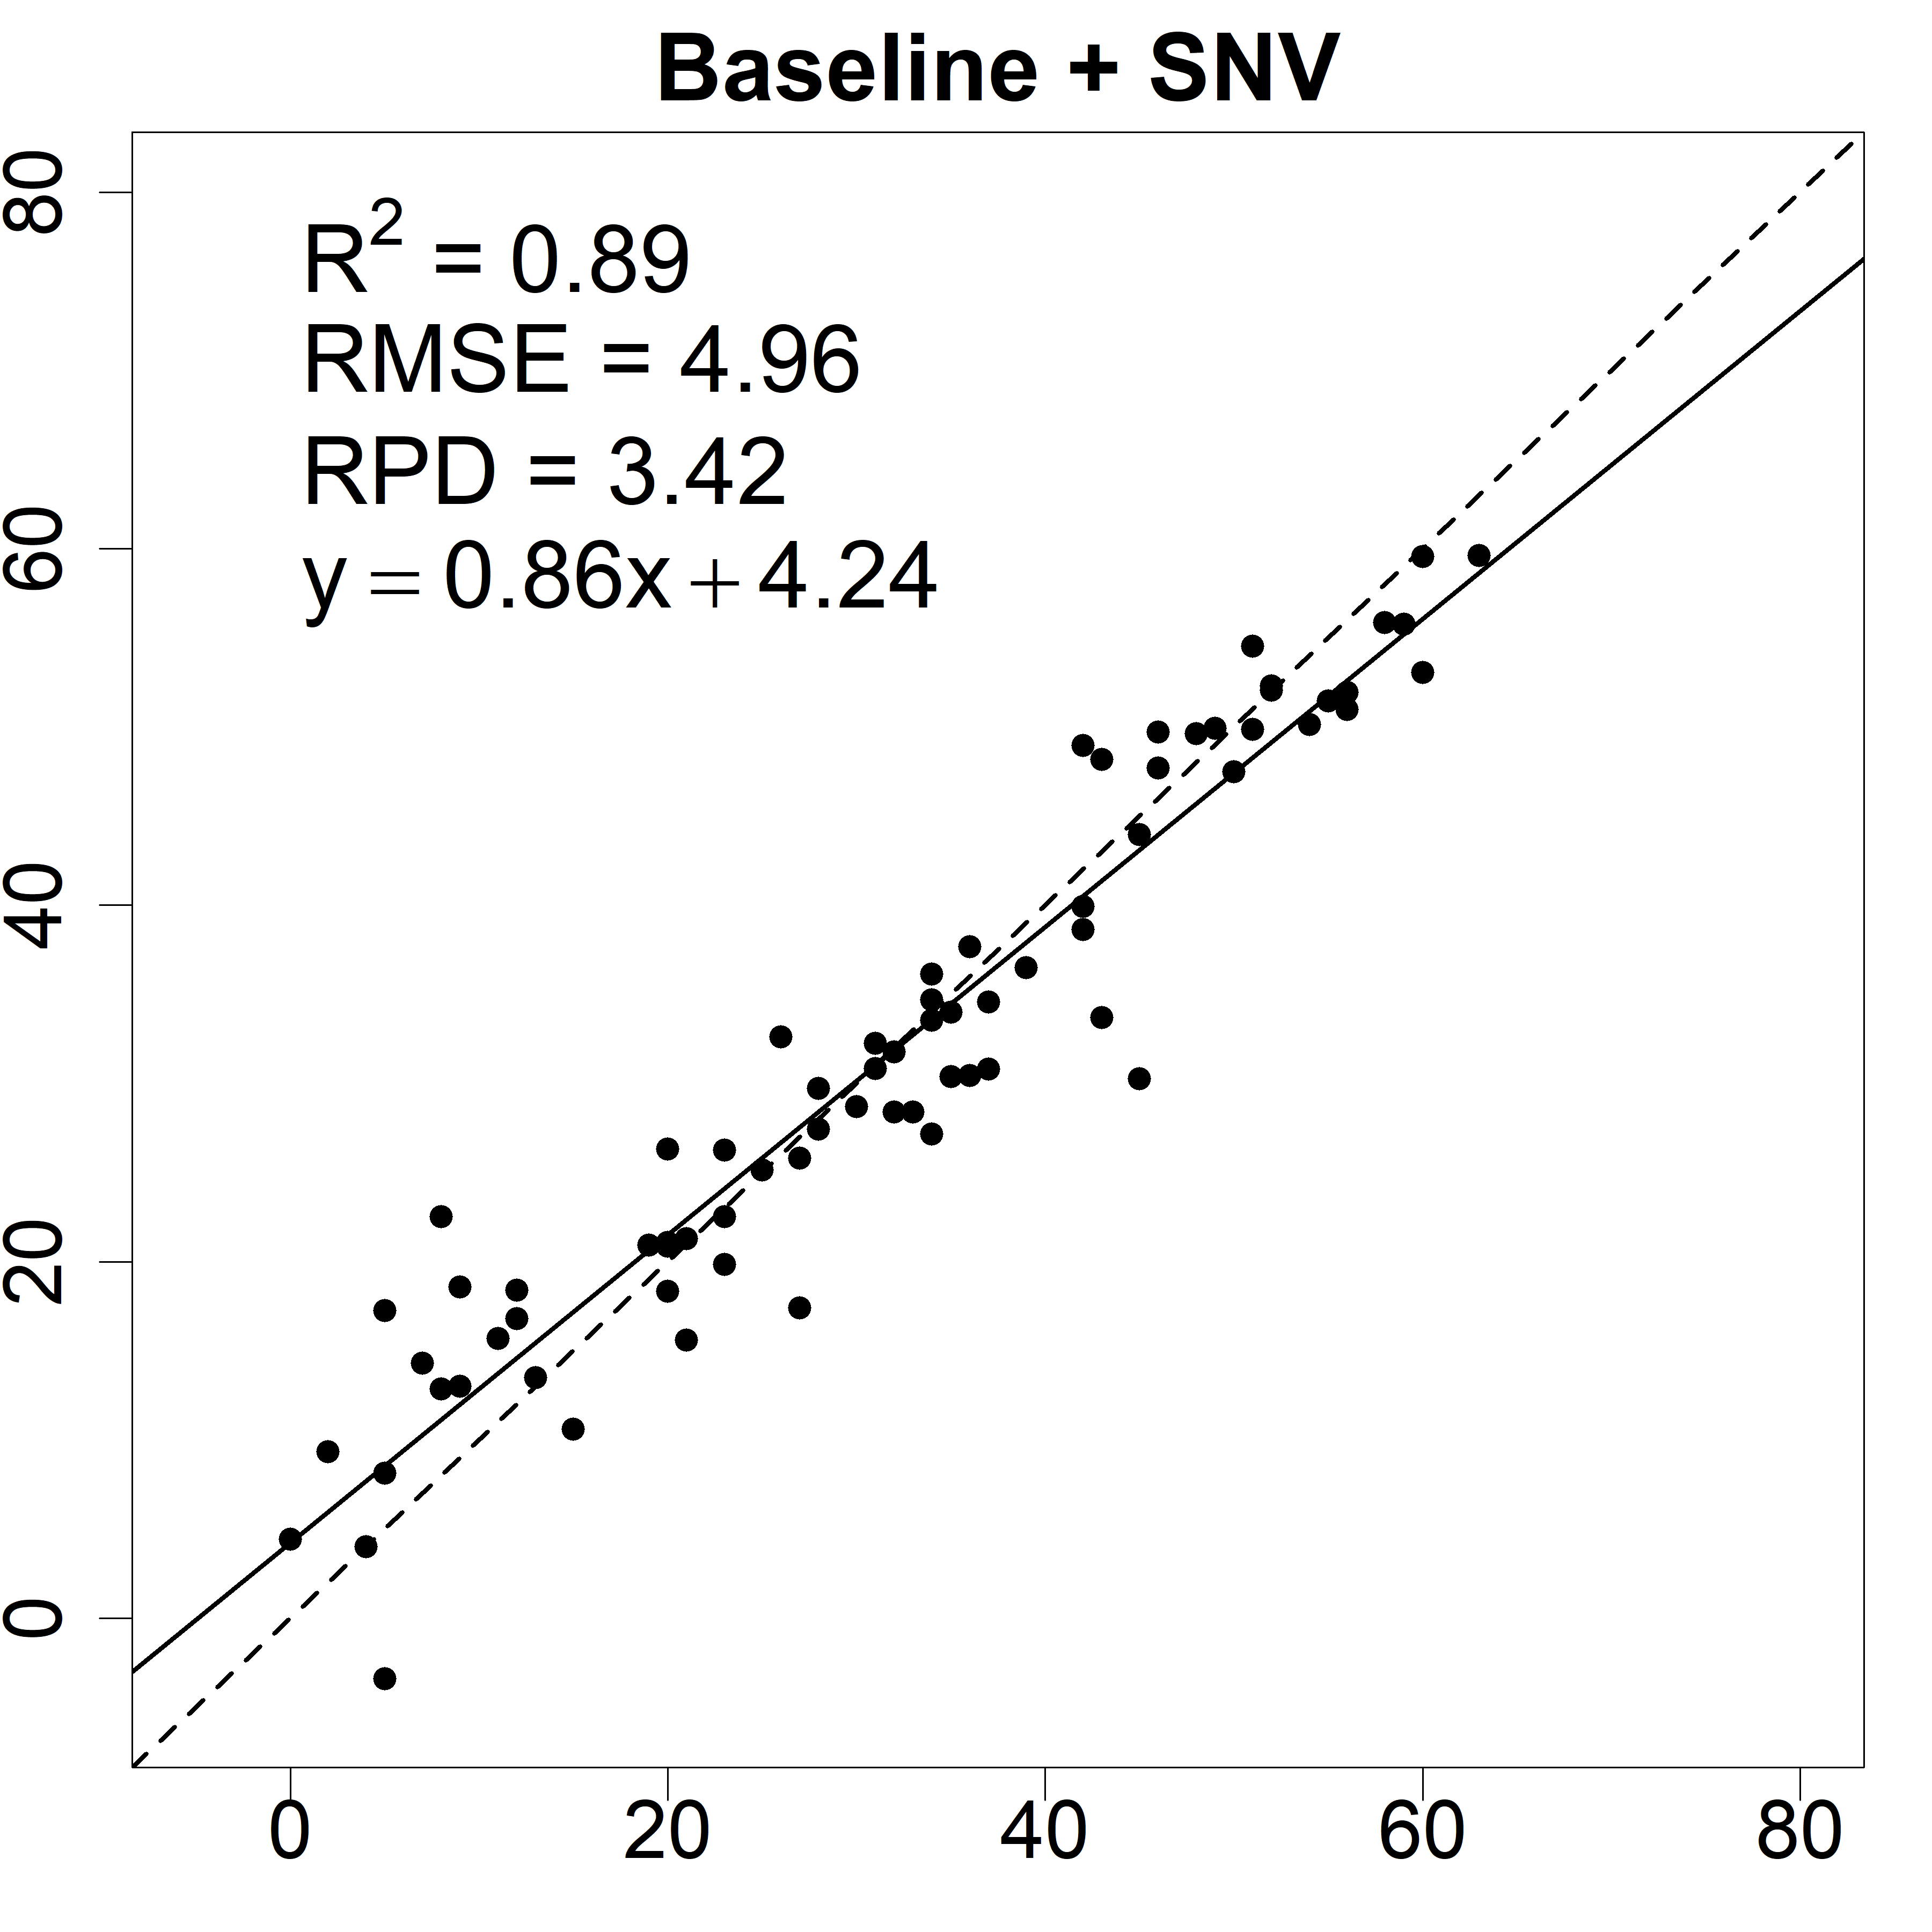 Baseline + SNV
R² = 0.89
RMSE = 4.96
RPD = 3.42
y = 0.86x + 4.24
80
60
40
20
0
0 20 40 60 80